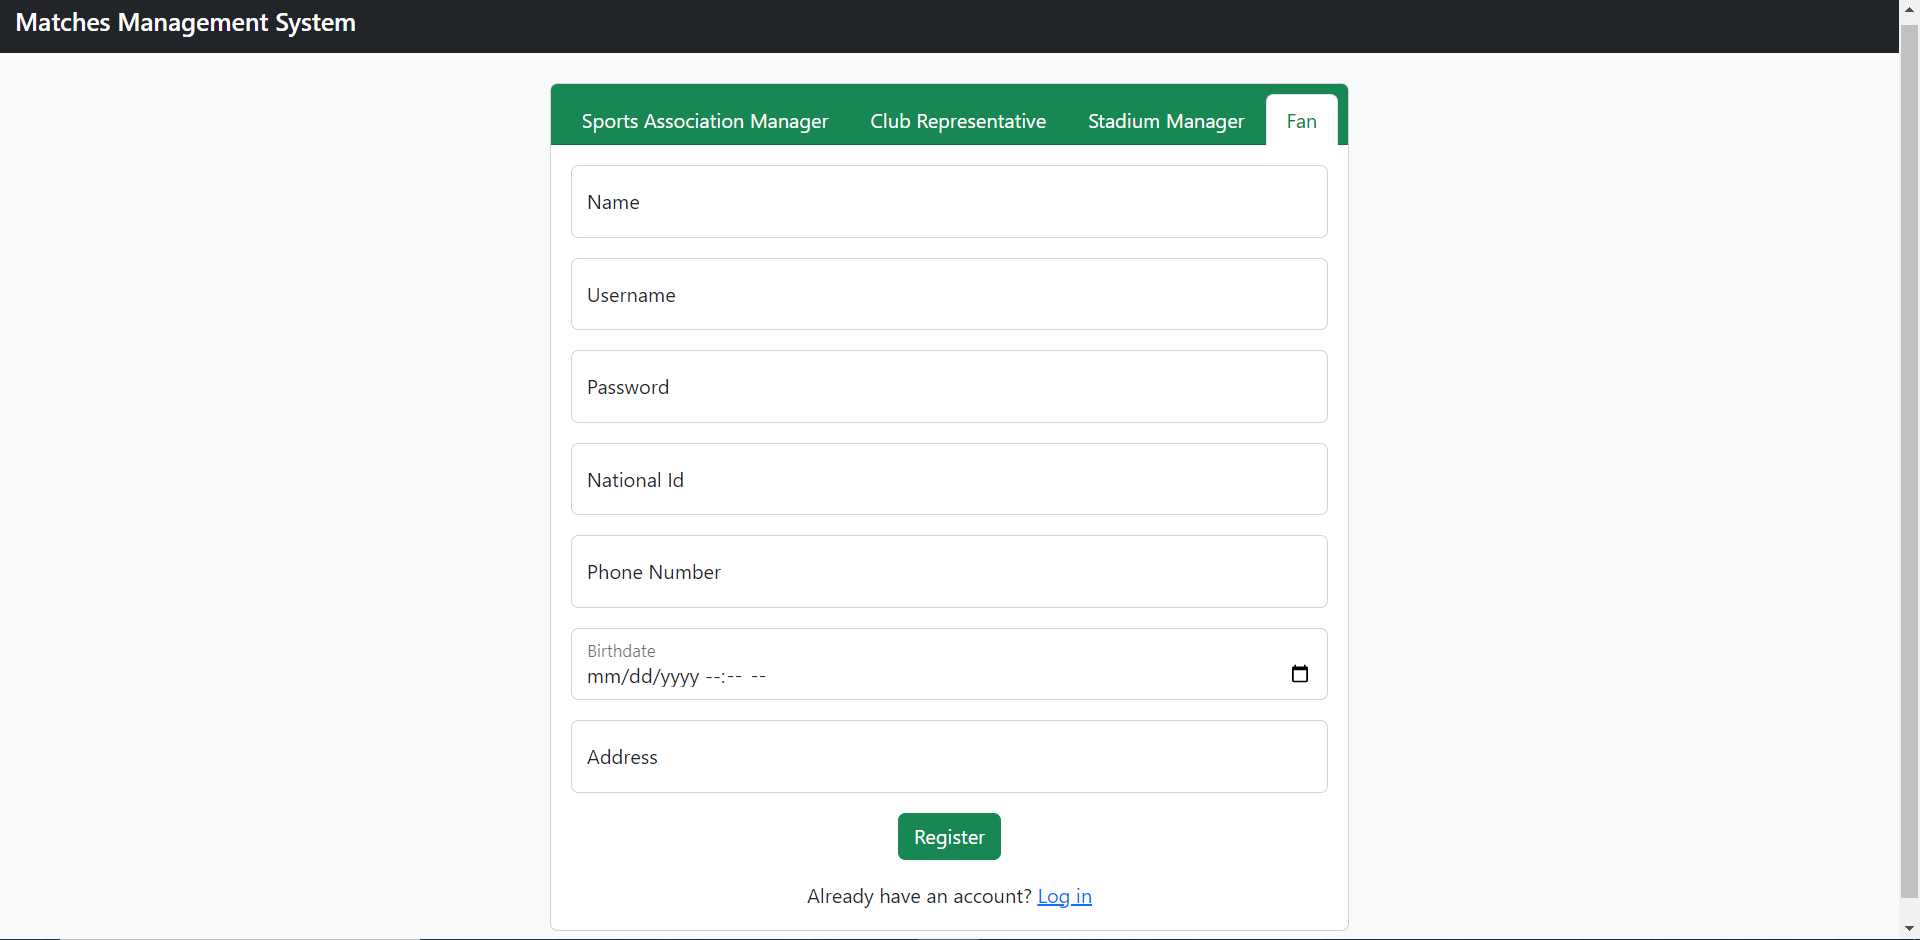 Matches Management System
Sports Association Manager Club Representative Stadium Manager Fan
Name
Username
Password
National Id
Phone Number
Birthdate
mm/dd/yyyy --:-- --
Address
Register
Already have an account? Log in